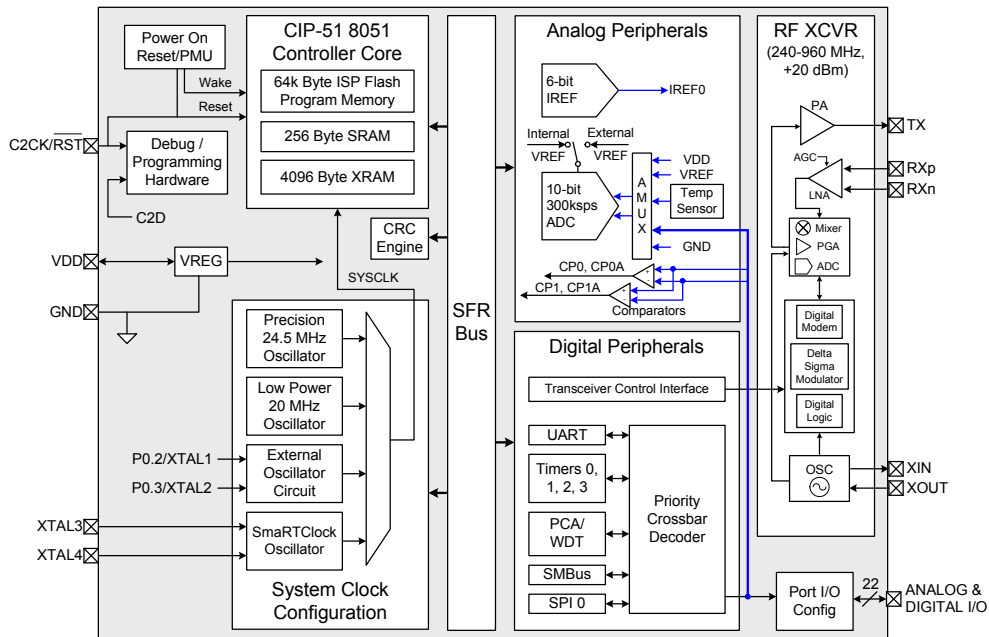 Power On
Reset/PMU
Wake
Reset
C2CK/RST
Debug /
Programming
Hardware
C2D
VDD
VREG
GND
CIP-51 8051
Controller Core
64k Byte ISP Flash
Program Memory
256 Byte SRAM
4096 Byte XRAM
CRC
Engine
SYSCLK
Precision
24.5 MHz
Oscillator
Low Power
20 MHz
Oscillator
P0.2/XTAL1
P0.3/XTAL2
External
Oscillator
Circuit
XTAL3
XTAL4
SmaRTClock
Oscillator
System Clock
Configuration
SFR
Bus
Analog Peripherals
6-bit
IREF
IREF0
Internal
VREF
External
VREF
10-bit
300ksps
ADC
A
M
U
X
VDD
VREF
Temp
Sensor
GND
CP0, CP0A
+
-
CP1, CP1A
+
-
Comparators
Digital Peripherals
Transceiver Control Interface
UART
Timers 0,
1, 2, 3
PCA/
WDT
SMBus
SPI 0
Priority
Crossbar
Decoder
RF XCVR
(240-960 MHz,
+20 dBm)
PA
TX
AGC
LNA
RXp
RXn
Mixer
PGA
ADC
Digital
Modem
Delta
Sigma
Modulator
Digital
Logic
OSC
XIN
XOUT
Port I/O
Config
22
ANALOG &
DIGITAL I/O